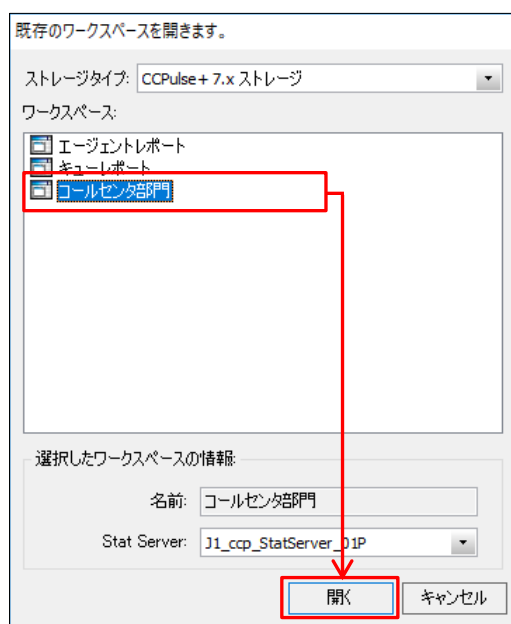 既存のワークスペースを開きます。
ストレージタイプ: CCPulse+ 7.x ストレージ
ワークスペース:
エージェントレポート
キューレポート
コールセンタ部門
選択したワークスペースの情報:
名前: コールセンタ部門
Stat Server: J1_ccp_StatServer_01P
開く キャンセル